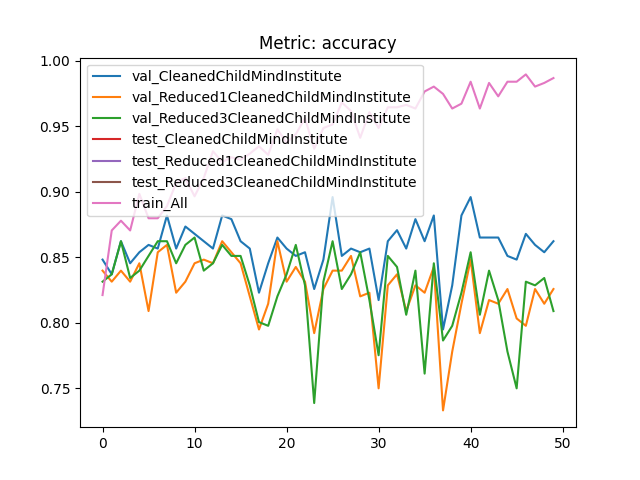 Metric: accuracy
val_CleanedChildMindInstitute
val_Reduced1CleanedChildMindInstitute
val_Reduced3CleanedChildMindInstitute
test_CleanedChildMindInstitute
test_Reduced1CleanedChildMindInstitute
test_Reduced3CleanedChildMindInstitute
train_All
1.00
0.95
0.90
0.85
0.80
0.75
0 10 20 30 40 50